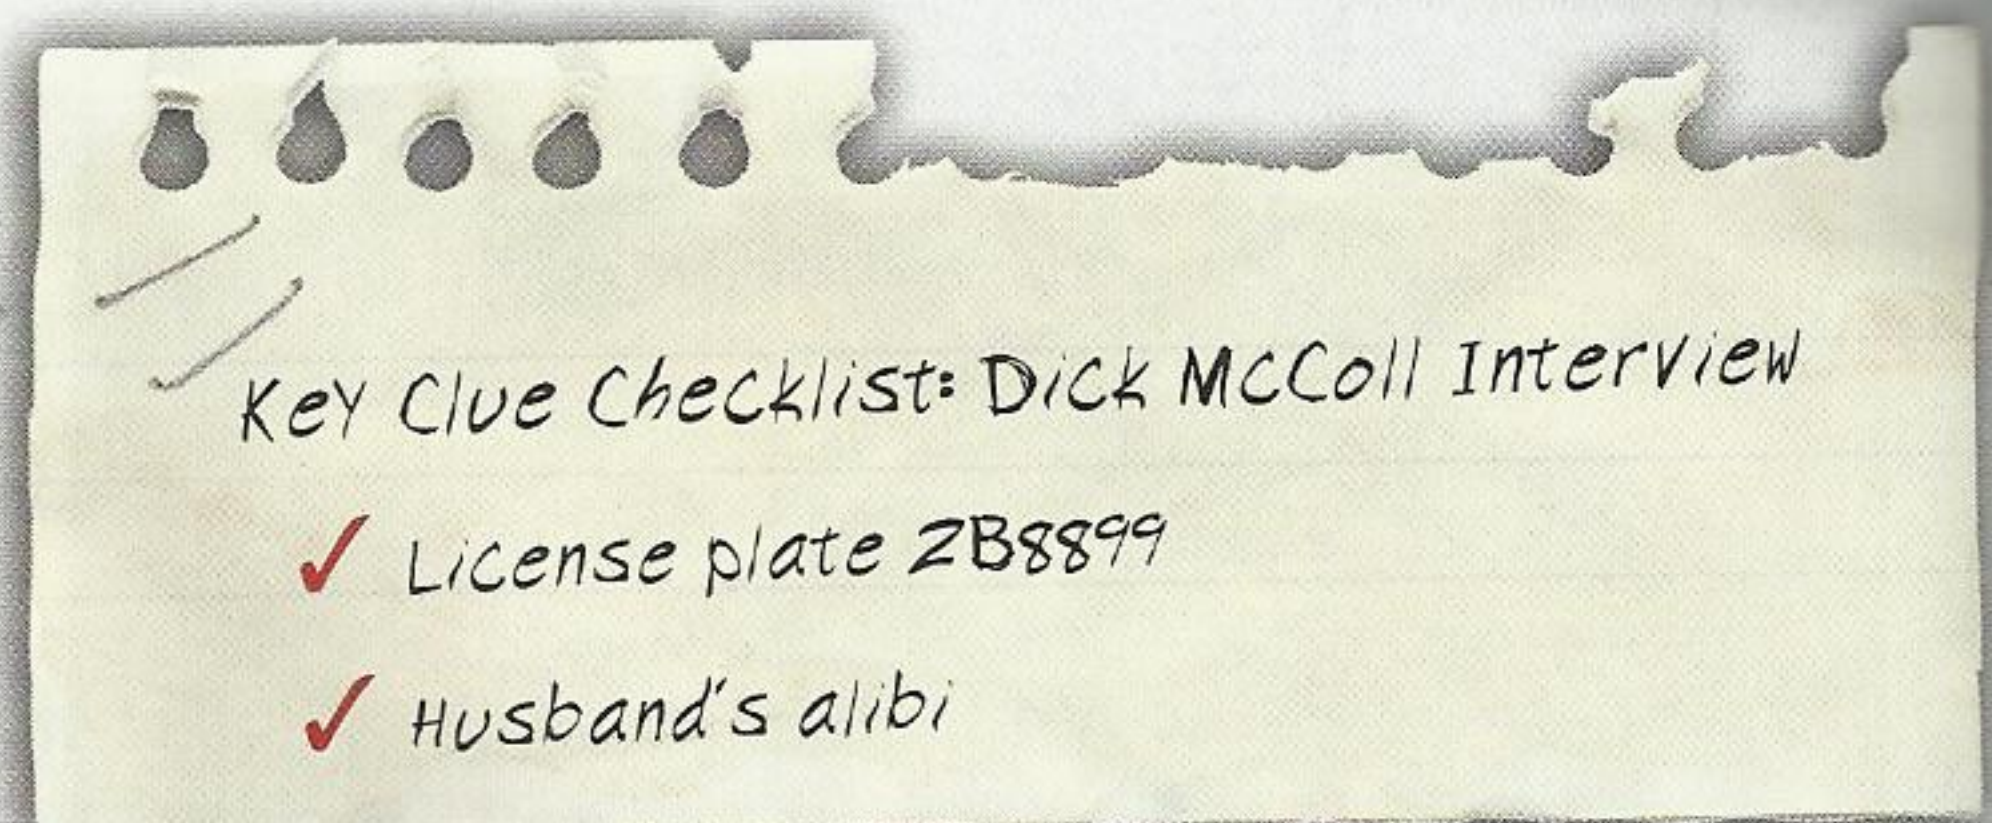 Key Clue Checklist: Dick McColl Interview
✓ License plate 2B8899
✓ Husband's alibi